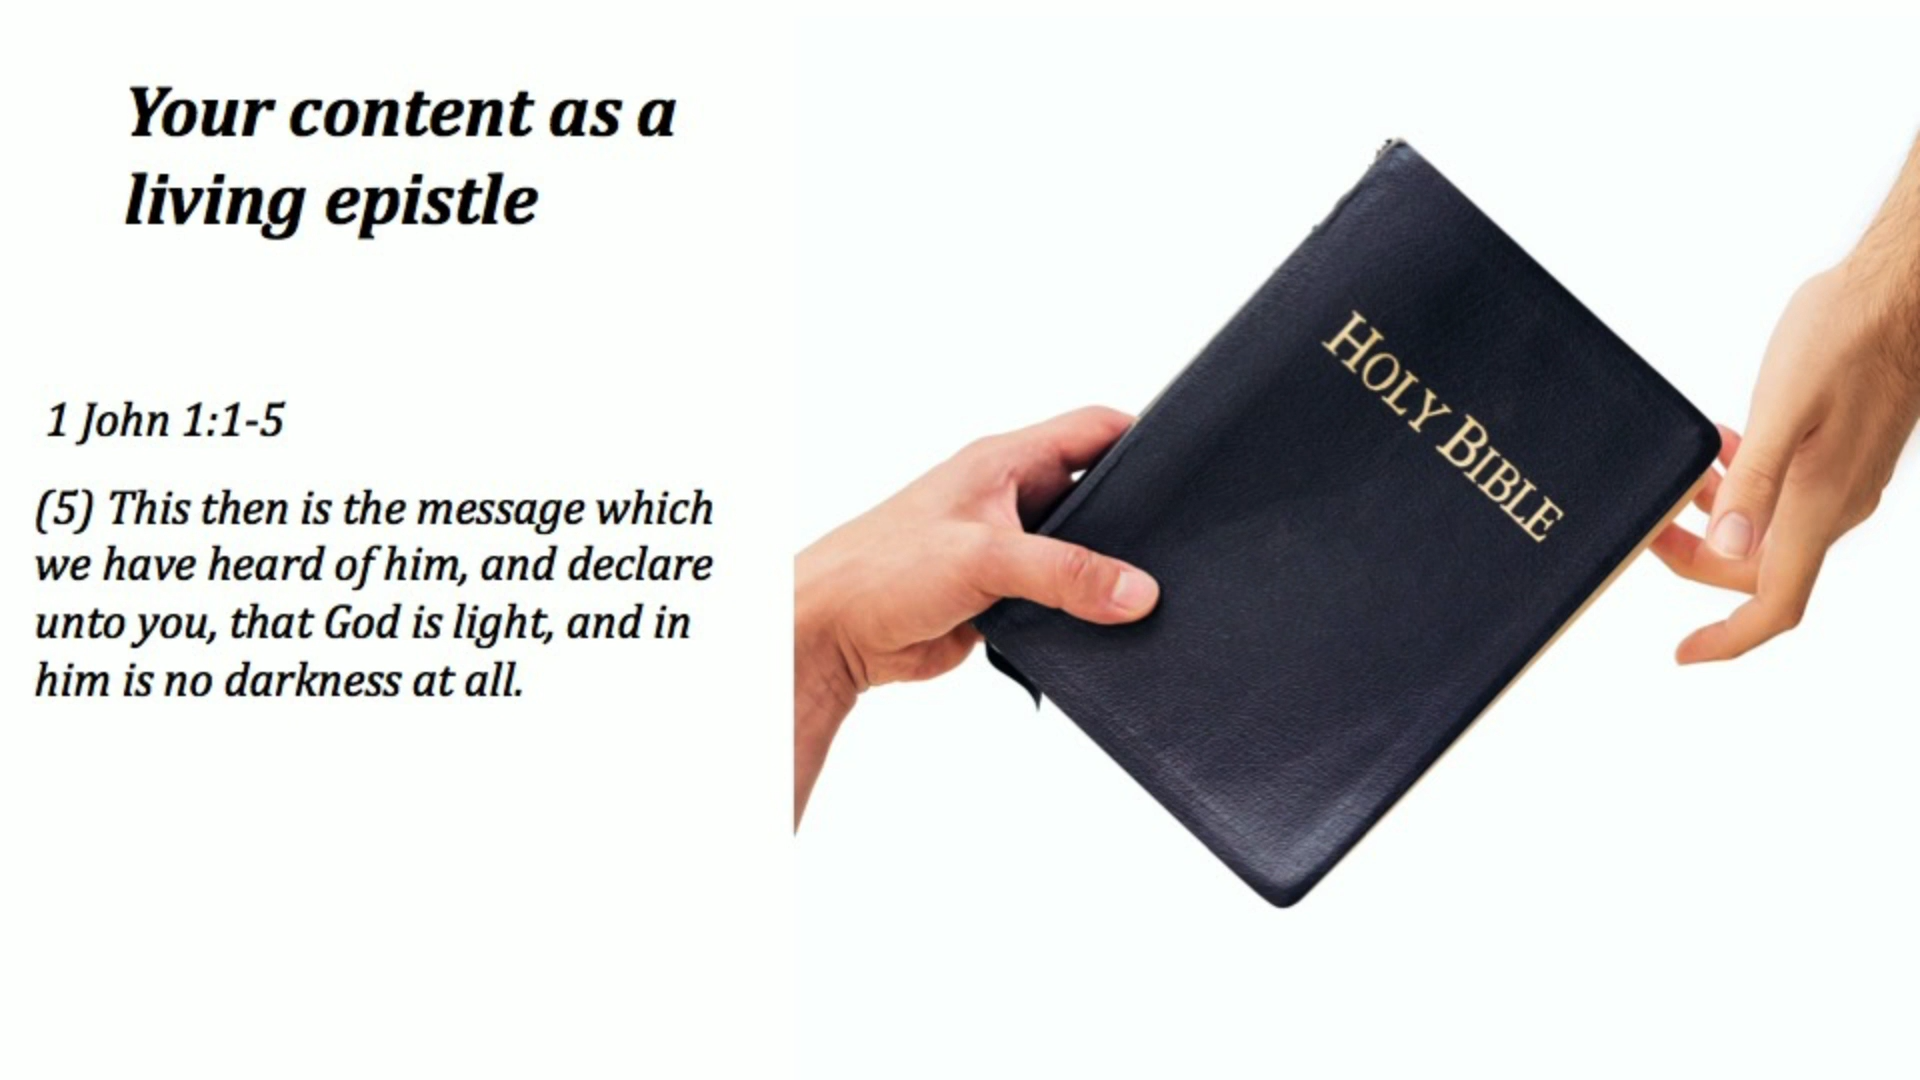 Your content as a
living epistle
1 John 1:1-5
(5) This then is the message which
we have heard of him, and declare
unto you, that God is light, and in
him is no darkness at all.
HOLY BIBLE